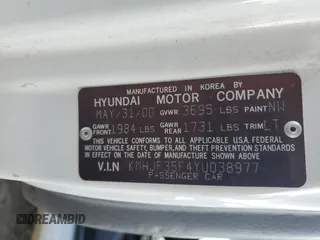 MANUFACTURED IN KOREA BY
HYUNDAI MOTOR COMPANY
MAY/31/00 GVWR 3695 LBS PAINT NW
GAWR FRONT 1984 LBS GAWR REAR 1731 LBS TRIM LT
THIS VEHICLE CONFORMS TO ALL APPLICABLE
U.S. FEDERAL MOTOR VEHICLE SAFETY,
BUMPER, AND THEFT PREVENTION STANDARDS
IN EFFECT ON THE DATE OF MANUFACTURE SHOWN ABOVE.
V.I.N KMHJF35F4YU038977
PASSENGER CAR
DREAMBID
DREAMBID.COM